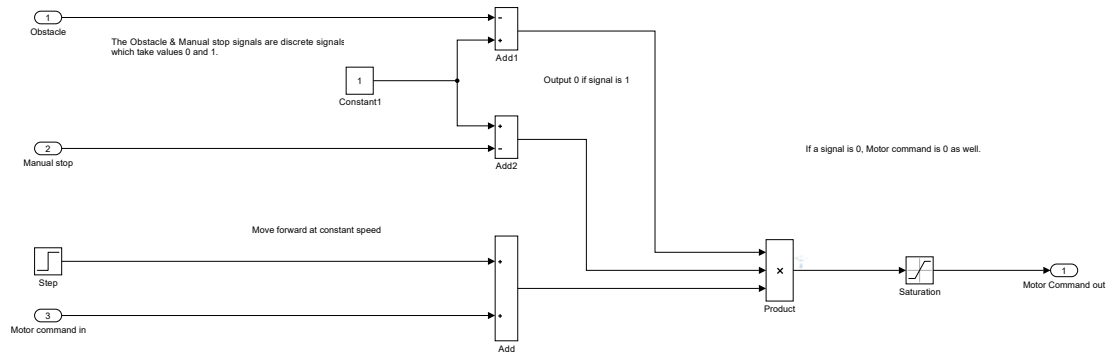 1
Obstacle
The Obstacle & Manual stop signals are discrete signals
which take values 0 and 1.
-
+
Add1
1
Constant1
Output 0 if signal is 1
2
Manual stop
+
-
Add2
If a signal is 0, Motor command is 0 as well.
Move forward at constant speed
Step
3
Motor command in
+
+
Add
×
Product
Saturation
1
Motor Command out